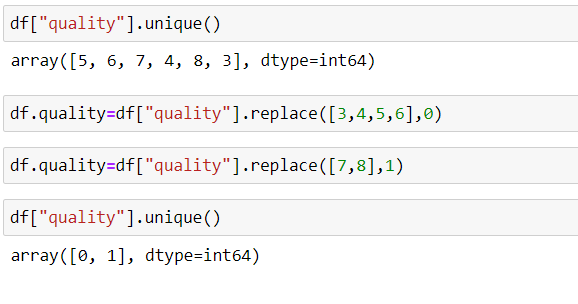 df["quality"].unique()
array([5, 6, 7, 4, 8, 3], dtype=int64)
df.quality=df["quality"].replace([3,4,5,6],0)
df.quality=df["quality"].replace([7,8],1)
df["quality"].unique()
array([0, 1], dtype=int64)